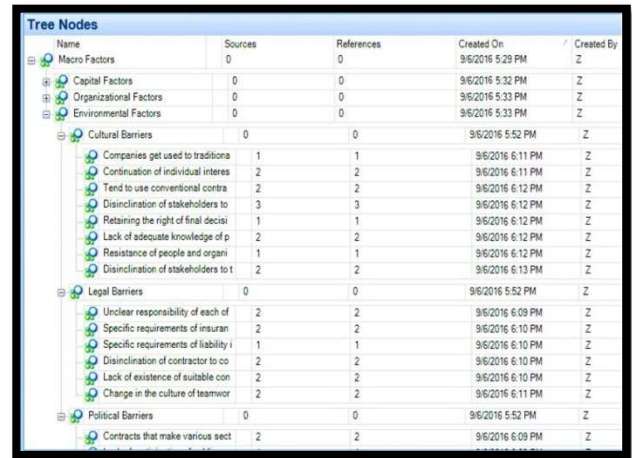 Tree Nodes
Name Sources References Created On / Created By
Macro Factors 0 0 9/6/2016 5:29 PM Z
Capital Factors 0 0 9/6/2016 5:32 PM Z
Organizational Factors 0 0 9/6/2016 5:33 PM Z
Environmental Factors 0 0 9/6/2016 5:33 PM Z
Cultural Barriers 0 0 9/6/2016 5:52 PM Z
Companies get used to traditiona 1 1 9/6/2016 6:11 PM Z
Continuation of individual interes 2 2 9/6/2016 6:11 PM Z
Tend to use conventional contra 2 2 9/6/2016 6:12 PM Z
Disinclination of stakeholders to 3 3 9/6/2016 6:12 PM Z
Retaining the right of final decisi 1 1 9/6/2016 6:12 PM Z
Lack of adequate knowledge of p 2 2 9/6/2016 6:12 PM Z
Resistance of people and organi 1 1 9/6/2016 6:12 PM Z
Disinclination of stakeholders to t 2 2 9/6/2016 6:13 PM Z
Legal Barriers 0 0 9/6/2016 5:52 PM Z
Unclear responsibility of each of 2 2 9/6/2016 6:09 PM Z
Specific requirements of insuran 2 2 9/6/2016 6:10 PM Z
Specific requirements of liability i 1 1 9/6/2016 6:10 PM Z
Disinclination of contractor to co 2 2 9/6/2016 6:10 PM Z
Lack of existence of suitable con 2 2 9/6/2016 6:10 PM Z
Change in the culture of teamwor 2 2 9/6/2016 6:11 PM Z
Political Barriers 0 0 9/6/2016 5:52 PM Z
Contracts that make various sect 2 2 9/6/2016 6:09 PM Z